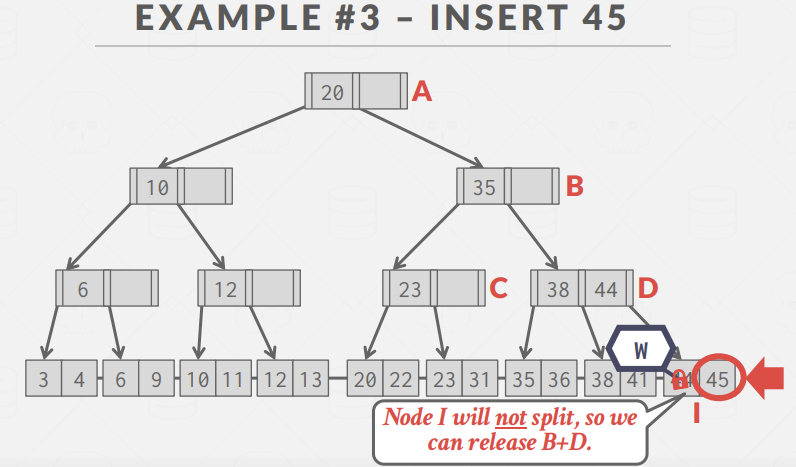 EXAMPLE #3 – INSERT 45
20 A
10 35 B
6 12 23 C 38 44 D
W
3 4 6 9 10 11 12 13 20 22 23 31 35 36 38 41 45
I
Node I will not split, so we
can release B+D.